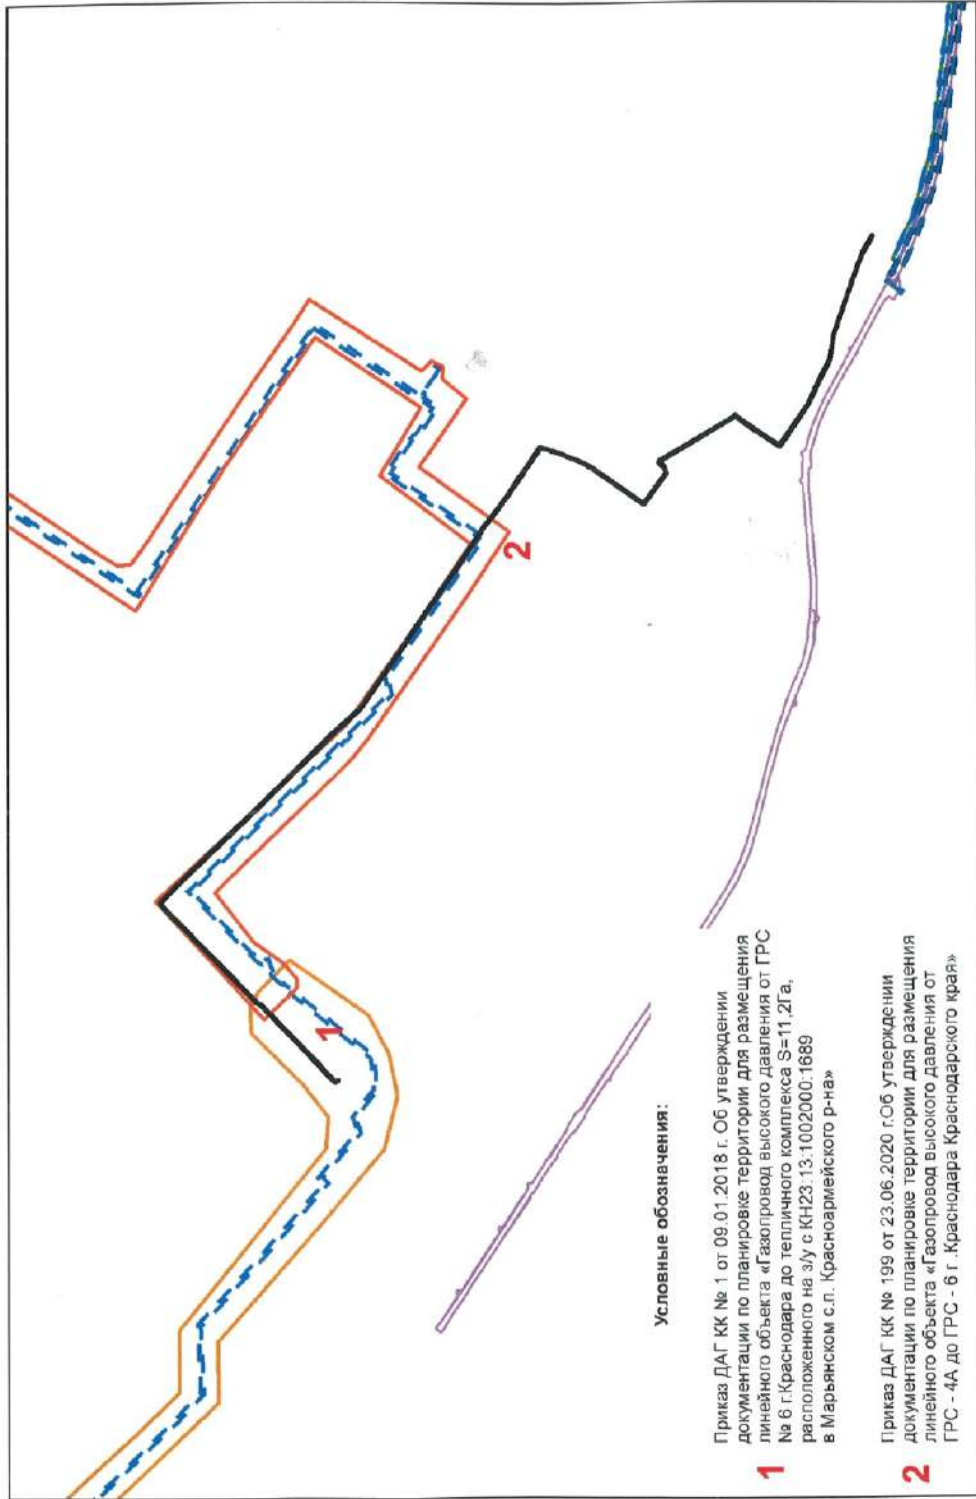 1
2
Условные обозначения:
1
Приказ ДАГ КК № 1 от 09.01.2018 г. Об утверждении
документации по планировке территории для размещения
линейного объекта «Газопровод высокого давления от ГРС
№ 6 г.Краснодара до тепличного комплекса S=11,2Га,
расположенного на з/у с КН23:13:1002000:1689
в Марьянском с.п. Красноармейского р-на»
2
Приказ ДАГ КК № 199 от 23.06.2020 г.Об утверждении
документации по планировке территории для размещения
линейного объекта «Газопровод высокого давления от
ГРС - 4А до ГРС - 6 г .Краснодара Краснодарского края»